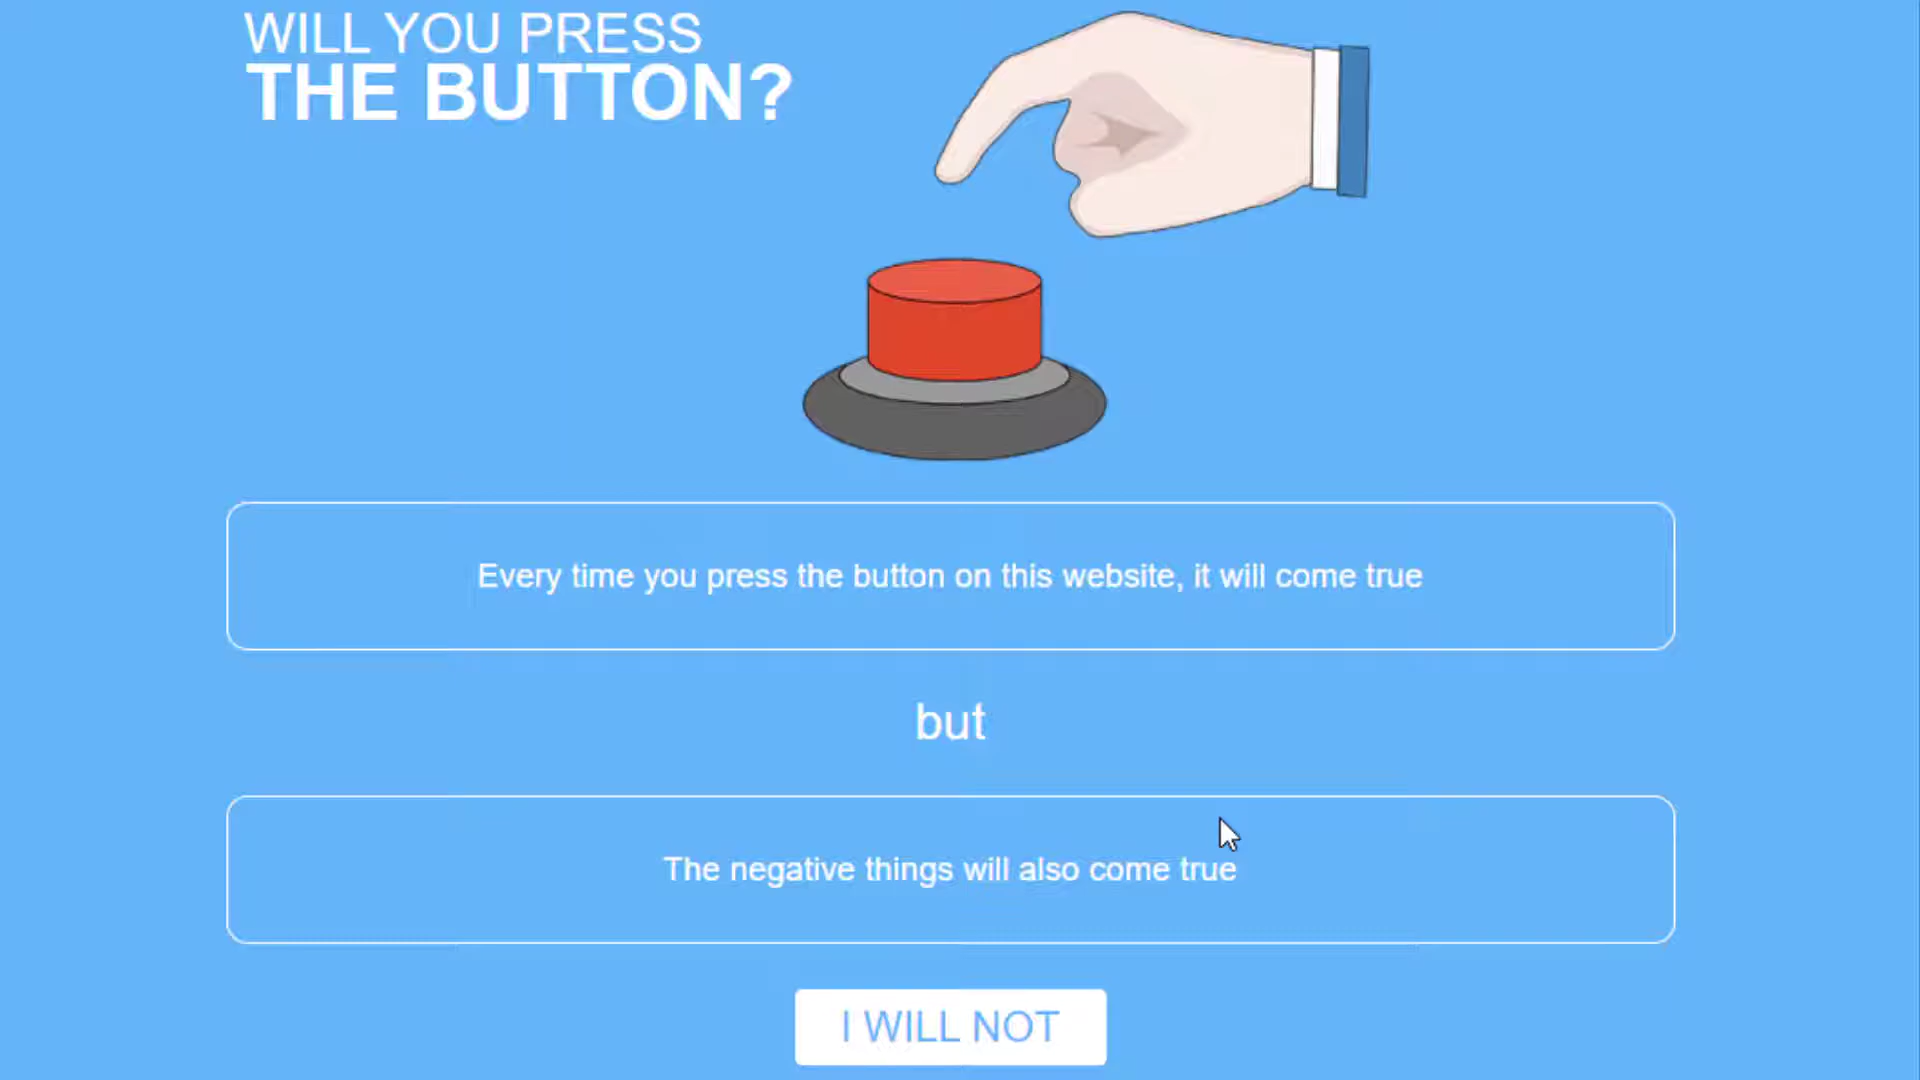 WILL YOU PRESS
THE BUTTON?
Every time you press the button on this website, it will come true
but
The negative things will also come true
I WILL NOT